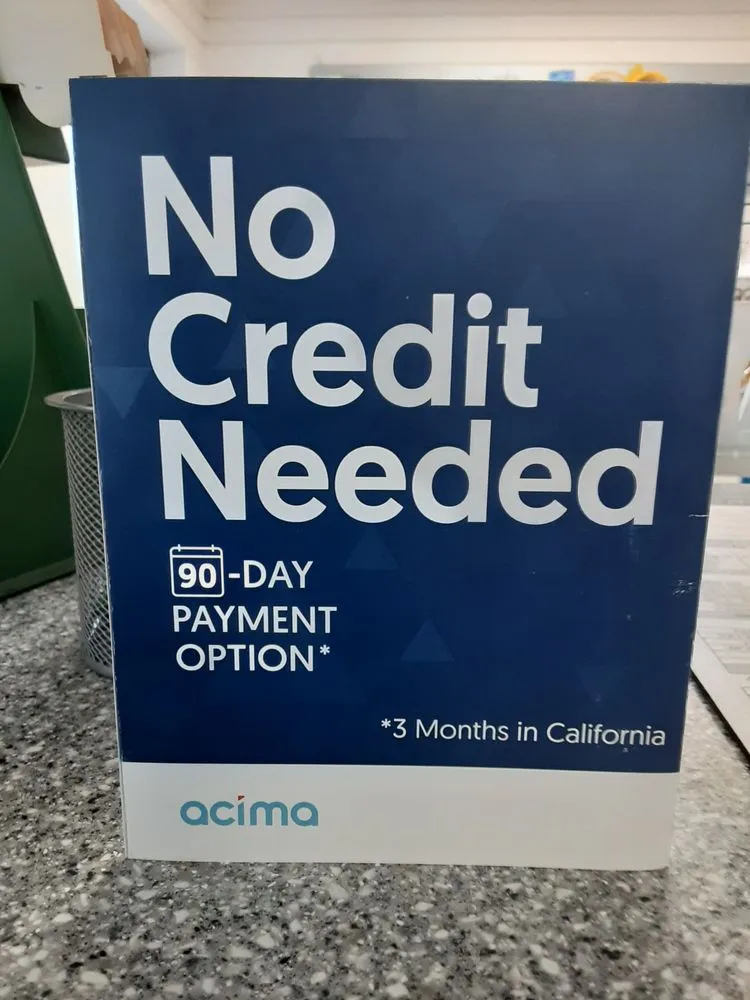 No
Credit
Needed
90-DAY
PAYMENT
OPTION*
*3 Months in California
acima